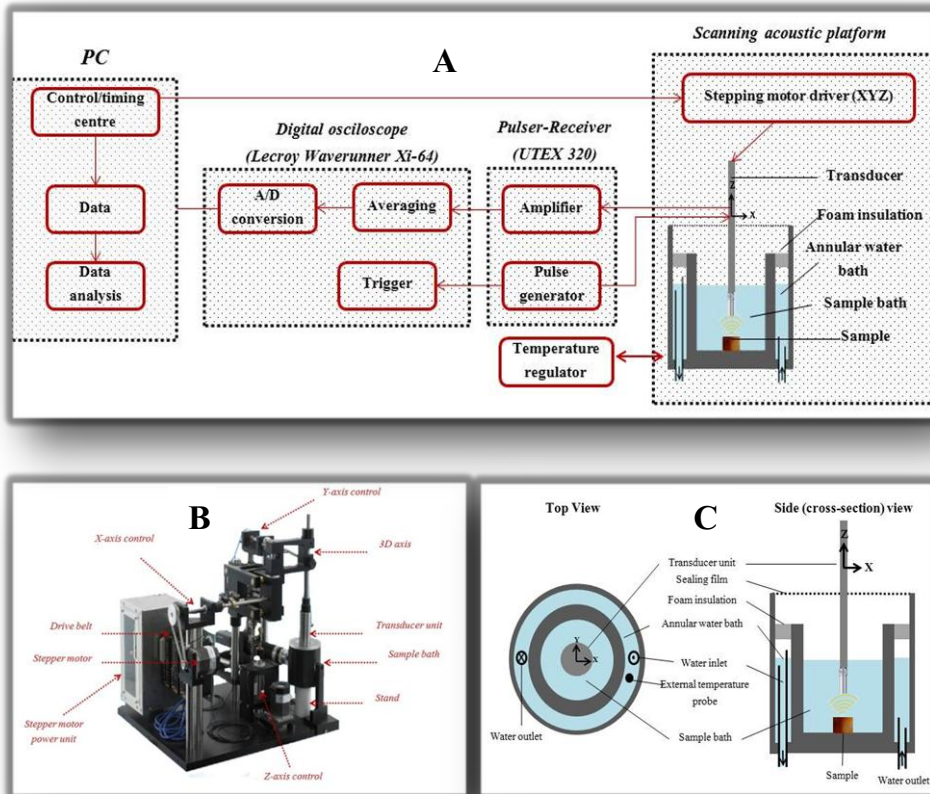 Scanning acoustic platform
PC
A
Control/timing
centre
Stepping motor driver (XYZ)
Digital osciloscope
(Lecroy Waverunner Xi-64)
Pulser-Receiver
(UTEX 320)
Data
A/D
conversion
Averaging
Amplifier
Z
X
Transducer
Foam insulation
Annular water
bath
Data
analysis
Trigger
Pulse
generator
Sample bath
Sample
Temperature
regulator
B
Y-axis control
X-axis control
3D axis
Drive belt
Stepper motor
Transducer unit
Sample bath
Stand
Stepper motor
power unit
Z-axis control
C
Top View
Side (cross-section) view
Transducer unit
Sealing film
Foam insulation
Annular water bath
Z
X
Y
X
Water inlet
External temperature
probe
Water outlet
Sample bath
Sample
Water outlet